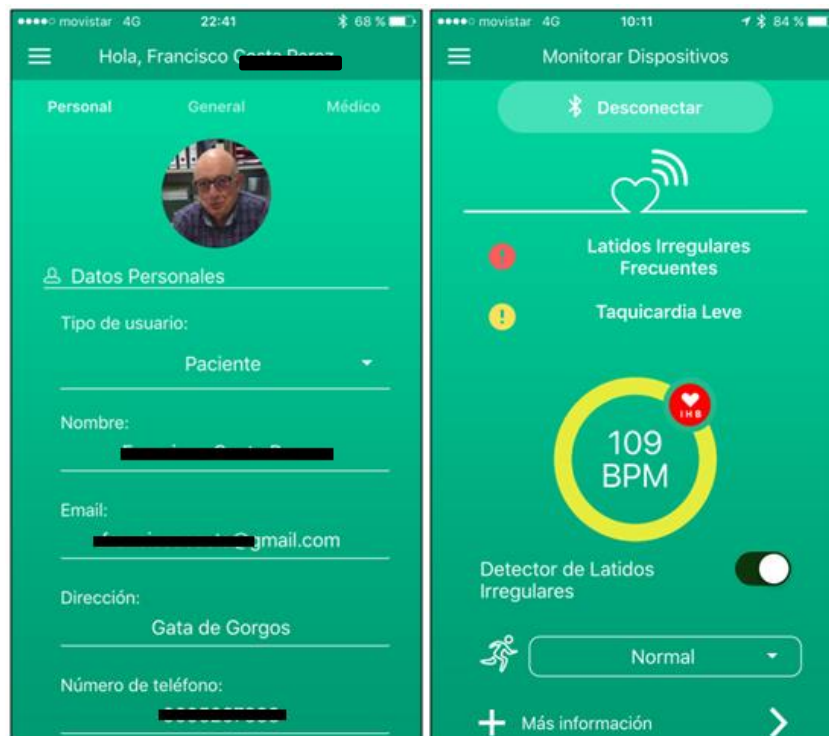 movistar 4G 22:41 68 %
Hola, Francisco
Personal General Médico
Datos Personales
Tipo de usuario:
Paciente
Nombre:
Email:
gmail.com
Dirección:
Gata de Gorgos
Número de teléfono:
movistar 4G 10:11 84 %
Monitorar Dispositivos
Desconectar
Latidos Irregulares
Frecuentes
Taquicardia Leve
IHB
109
BPM
Detector de Latidos
Irregulares
Normal
Más información